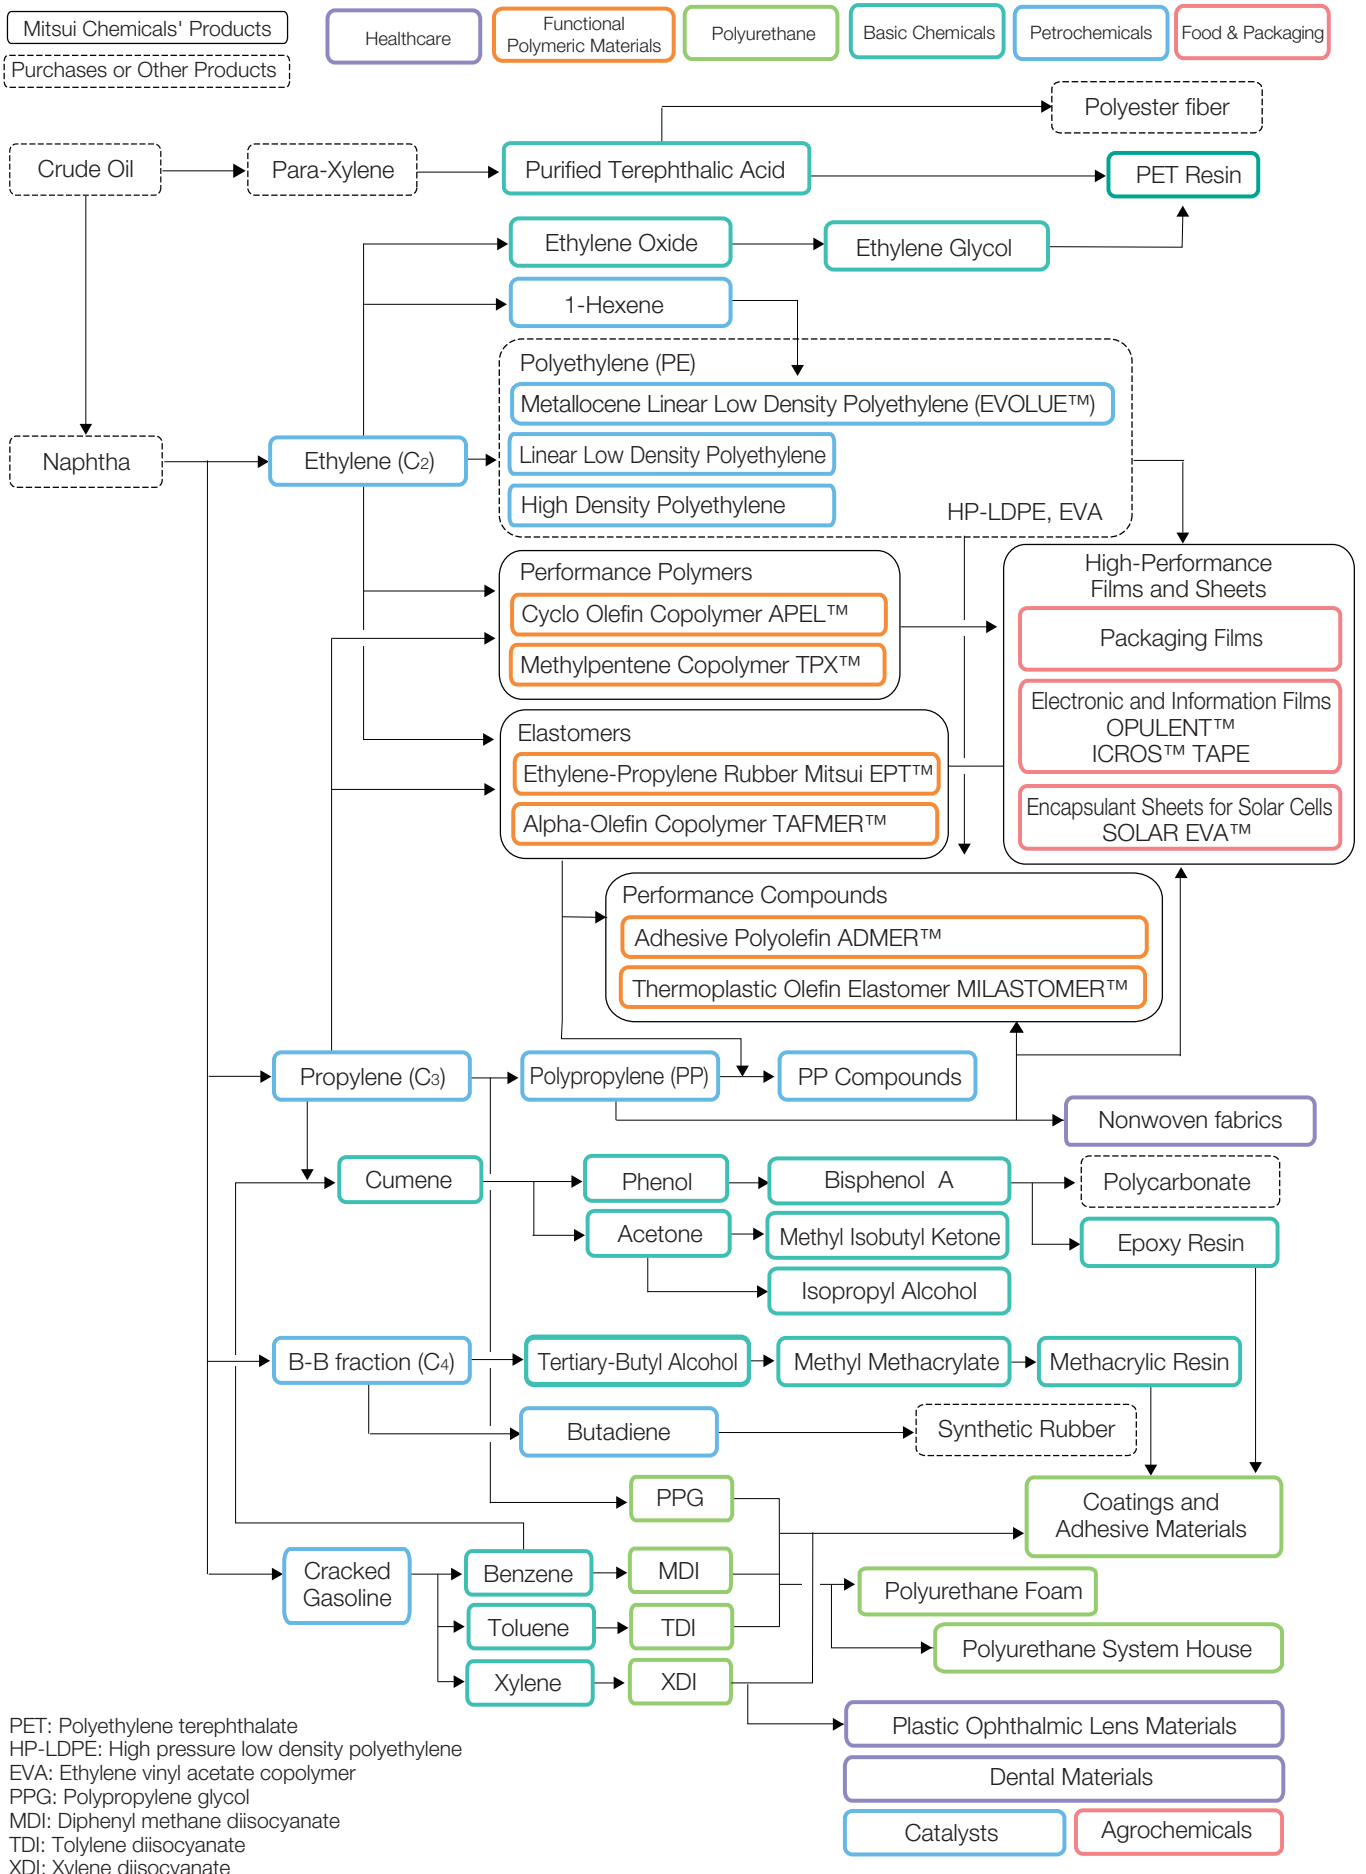 Mitsui Chemicals' Products
Purchases or Other Products
Healthcare
Functional
Polymeric Materials
Polyurethane
Basic Chemicals
Petrochemicals
Food & Packaging
Polyester fiber
Crude Oil
Para-Xylene
Purified Terephthalic Acid
PET Resin
Ethylene Oxide
Ethylene Glycol
1-Hexene
Polyethylene (PE)
Metallocene Linear Low Density Polyethylene (EVOLUE™)
Naphtha
Ethylene (C2)
Linear Low Density Polyethylene
High Density Polyethylene
HP-LDPE, EVA
Performance Polymers
Cyclo Olefin Copolymer APEL™
Methylpentene Copolymer TPX™
High-Performance
Films and Sheets
Packaging Films
Electronic and Information Films
OPULENT™
ICROS™ TAPE
Encapsulant Sheets for Solar Cells
SOLAR EVA™
Elastomers
Ethylene-Propylene Rubber Mitsui EPT™
Alpha-Olefin Copolymer TAFMER™
Performance Compounds
Adhesive Polyolefin ADMER™
Thermoplastic Olefin Elastomer MILASTOMER™
Propylene (C3)
Polypropylene (PP)
PP Compounds
Nonwoven fabrics
Cumene
Phenol
Bisphenol A
Polycarbonate
Acetone
Methyl Isobutyl Ketone
Epoxy Resin
Isopropyl Alcohol
B-B fraction (C4)
Tertiary-Butyl Alcohol
Methyl Methacrylate
Methacrylic Resin
Butadiene
Synthetic Rubber
PPG
Coatings and
Adhesive Materials
Cracked
Gasoline
Benzene
MDI
Polyurethane Foam
Toluene
TDI
Polyurethane System House
Xylene
XDI
Plastic Ophthalmic Lens Materials
Dental Materials
Catalysts
Agrochemicals
PET: Polyethylene terephthalate
HP-LDPE: High pressure low density polyethylene
EVA: Ethylene vinyl acetate copolymer
PPG: Polypropylene glycol
MDI: Diphenyl methane diisocyanate
TDI: Tolylene diisocyanate
XDI: Xylene diisocyanate